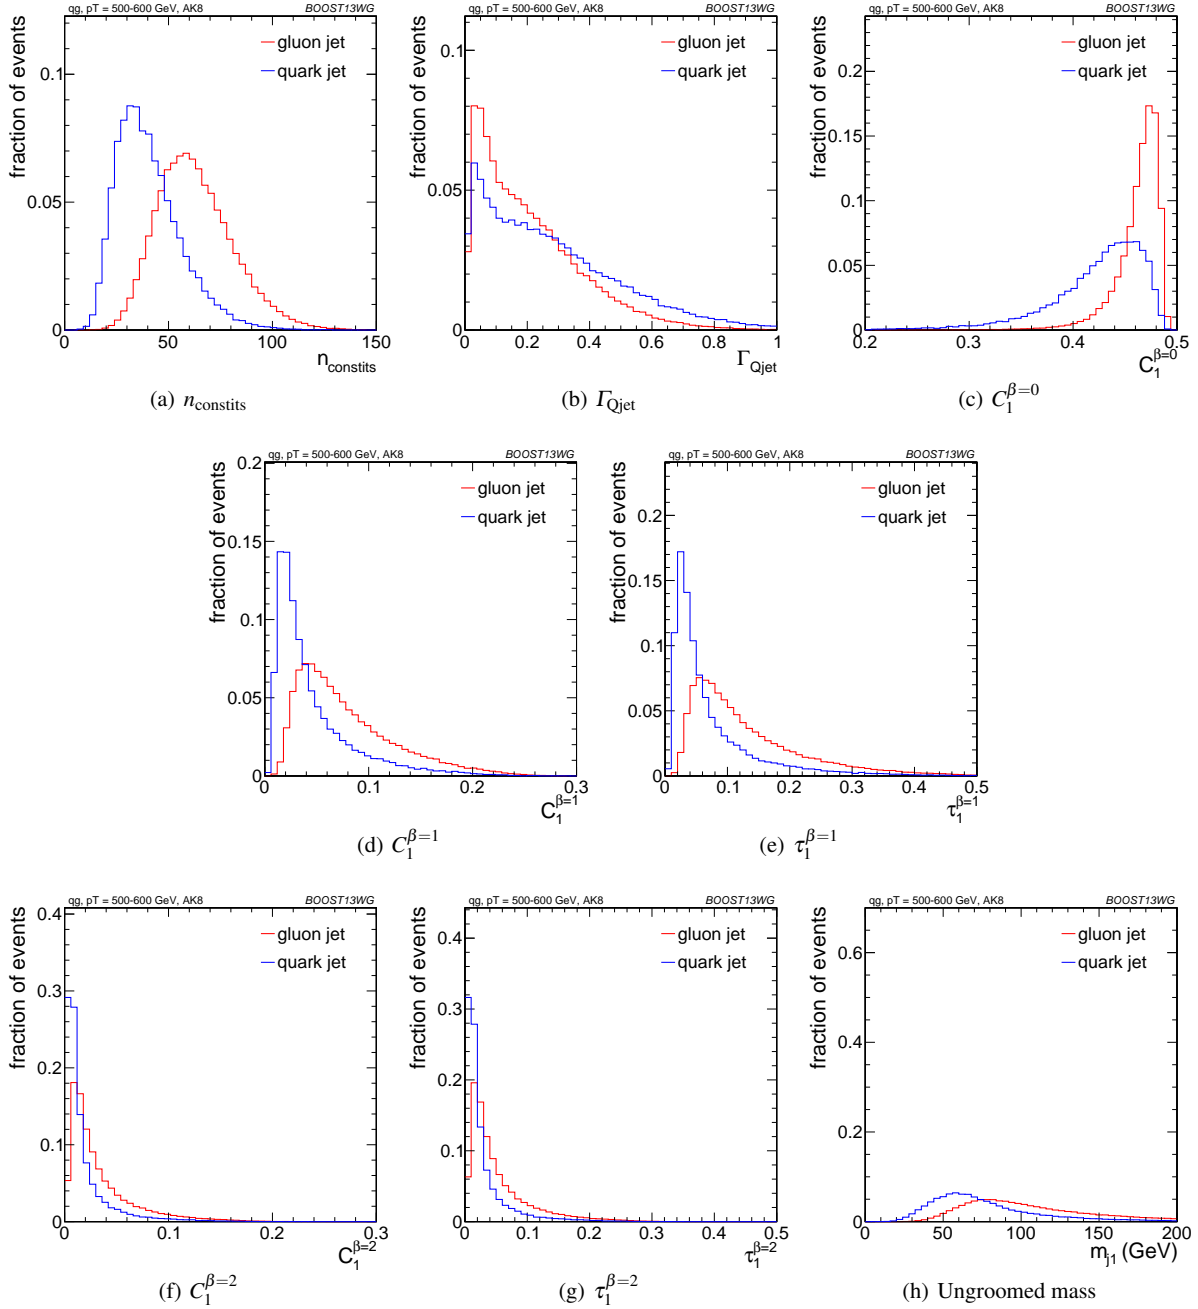 qg, pT = 500-600 GeV, AK8 BOOST13WG
fraction of events
gluon jet
quark jet
0.1
0.05
0
0 50 100 150
n_constits
(a) n_constits
qg, pT = 500-600 GeV, AK8 BOOST13WG
fraction of events
gluon jet
quark jet
0.1
0.05
0
0 0.2 0.4 0.6 0.8 1
Γ_Qjet
(b) Γ_Qjet
qg, pT = 500-600 GeV, AK8 BOOST13WG
fraction of events
gluon jet
quark jet
0.2
0.15
0.1
0.05
0
0.2 0.3 0.4 0.5
C_1^β=0
(c) C_1^β=0
qg, pT = 500-600 GeV, AK8 BOOST13WG
fraction of events
gluon jet
quark jet
0.2
0.15
0.1
0.05
0
0 0.1 0.2 0.3
C_1^β=1
(d) C_1^β=1
qg, pT = 500-600 GeV, AK8 BOOST13WG
fraction of events
gluon jet
quark jet
0.2
0.15
0.1
0.05
0
0 0.1 0.2 0.3 0.4 0.5
τ_1^β=1
(e) τ_1^β=1
qg, pT = 500-600 GeV, AK8 BOOST13WG
fraction of events
gluon jet
quark jet
0.4
0.3
0.2
0.1
0
0 0.1 0.2 0.3
C_1^β=2
(f) C_1^β=2
qg, pT = 500-600 GeV, AK8 BOOST13WG
fraction of events
gluon jet
quark jet
0.4
0.3
0.2
0.1
0
0 0.1 0.2 0.3 0.4 0.5
τ_1^β=2
(g) τ_1^β=2
qg, pT = 500-600 GeV, AK8 BOOST13WG
fraction of events
gluon jet
quark jet
0.6
0.4
0.2
0
0 50 100 150 200
m_j1 (GeV)
(h) Ungroomed mass